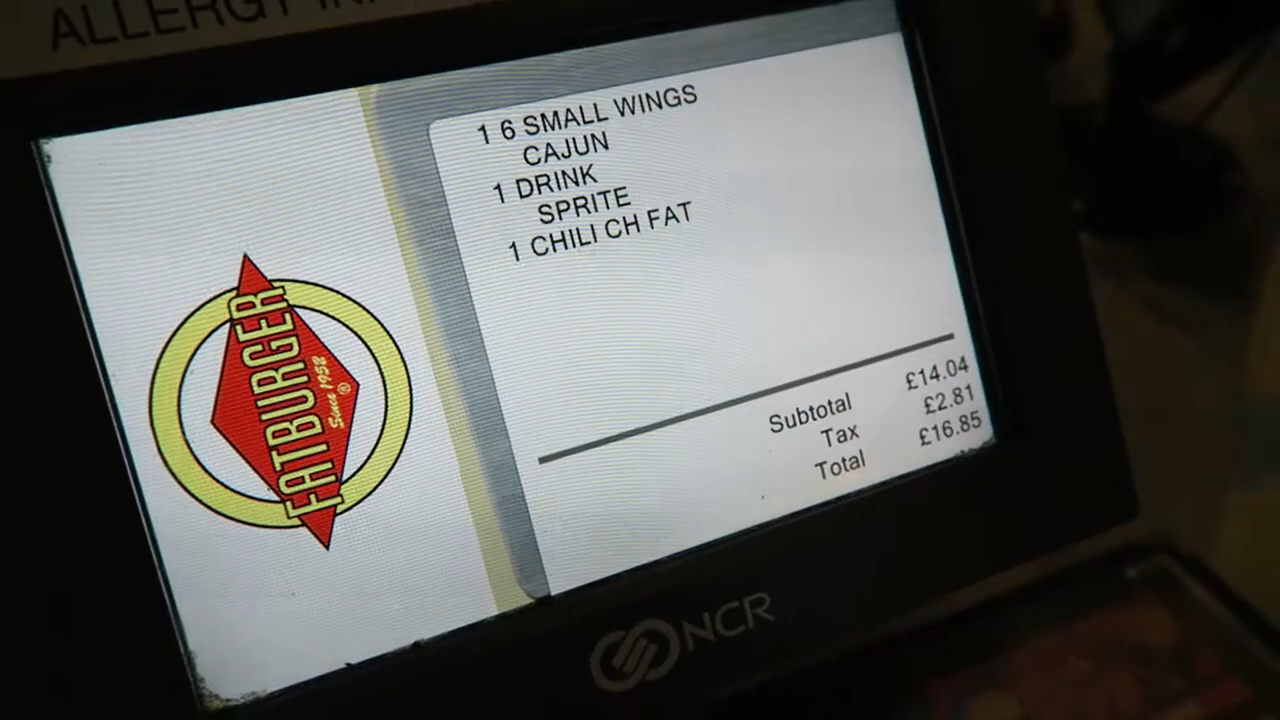 ALLERGY
1 6 SMALL WINGS
CAJUN
1 DRINK
SPRITE
1 CHILI CH FAT
FATBURGER
Since 1952
®
Subtotal £14.04
Tax £2.81
Total £16.85
NCR